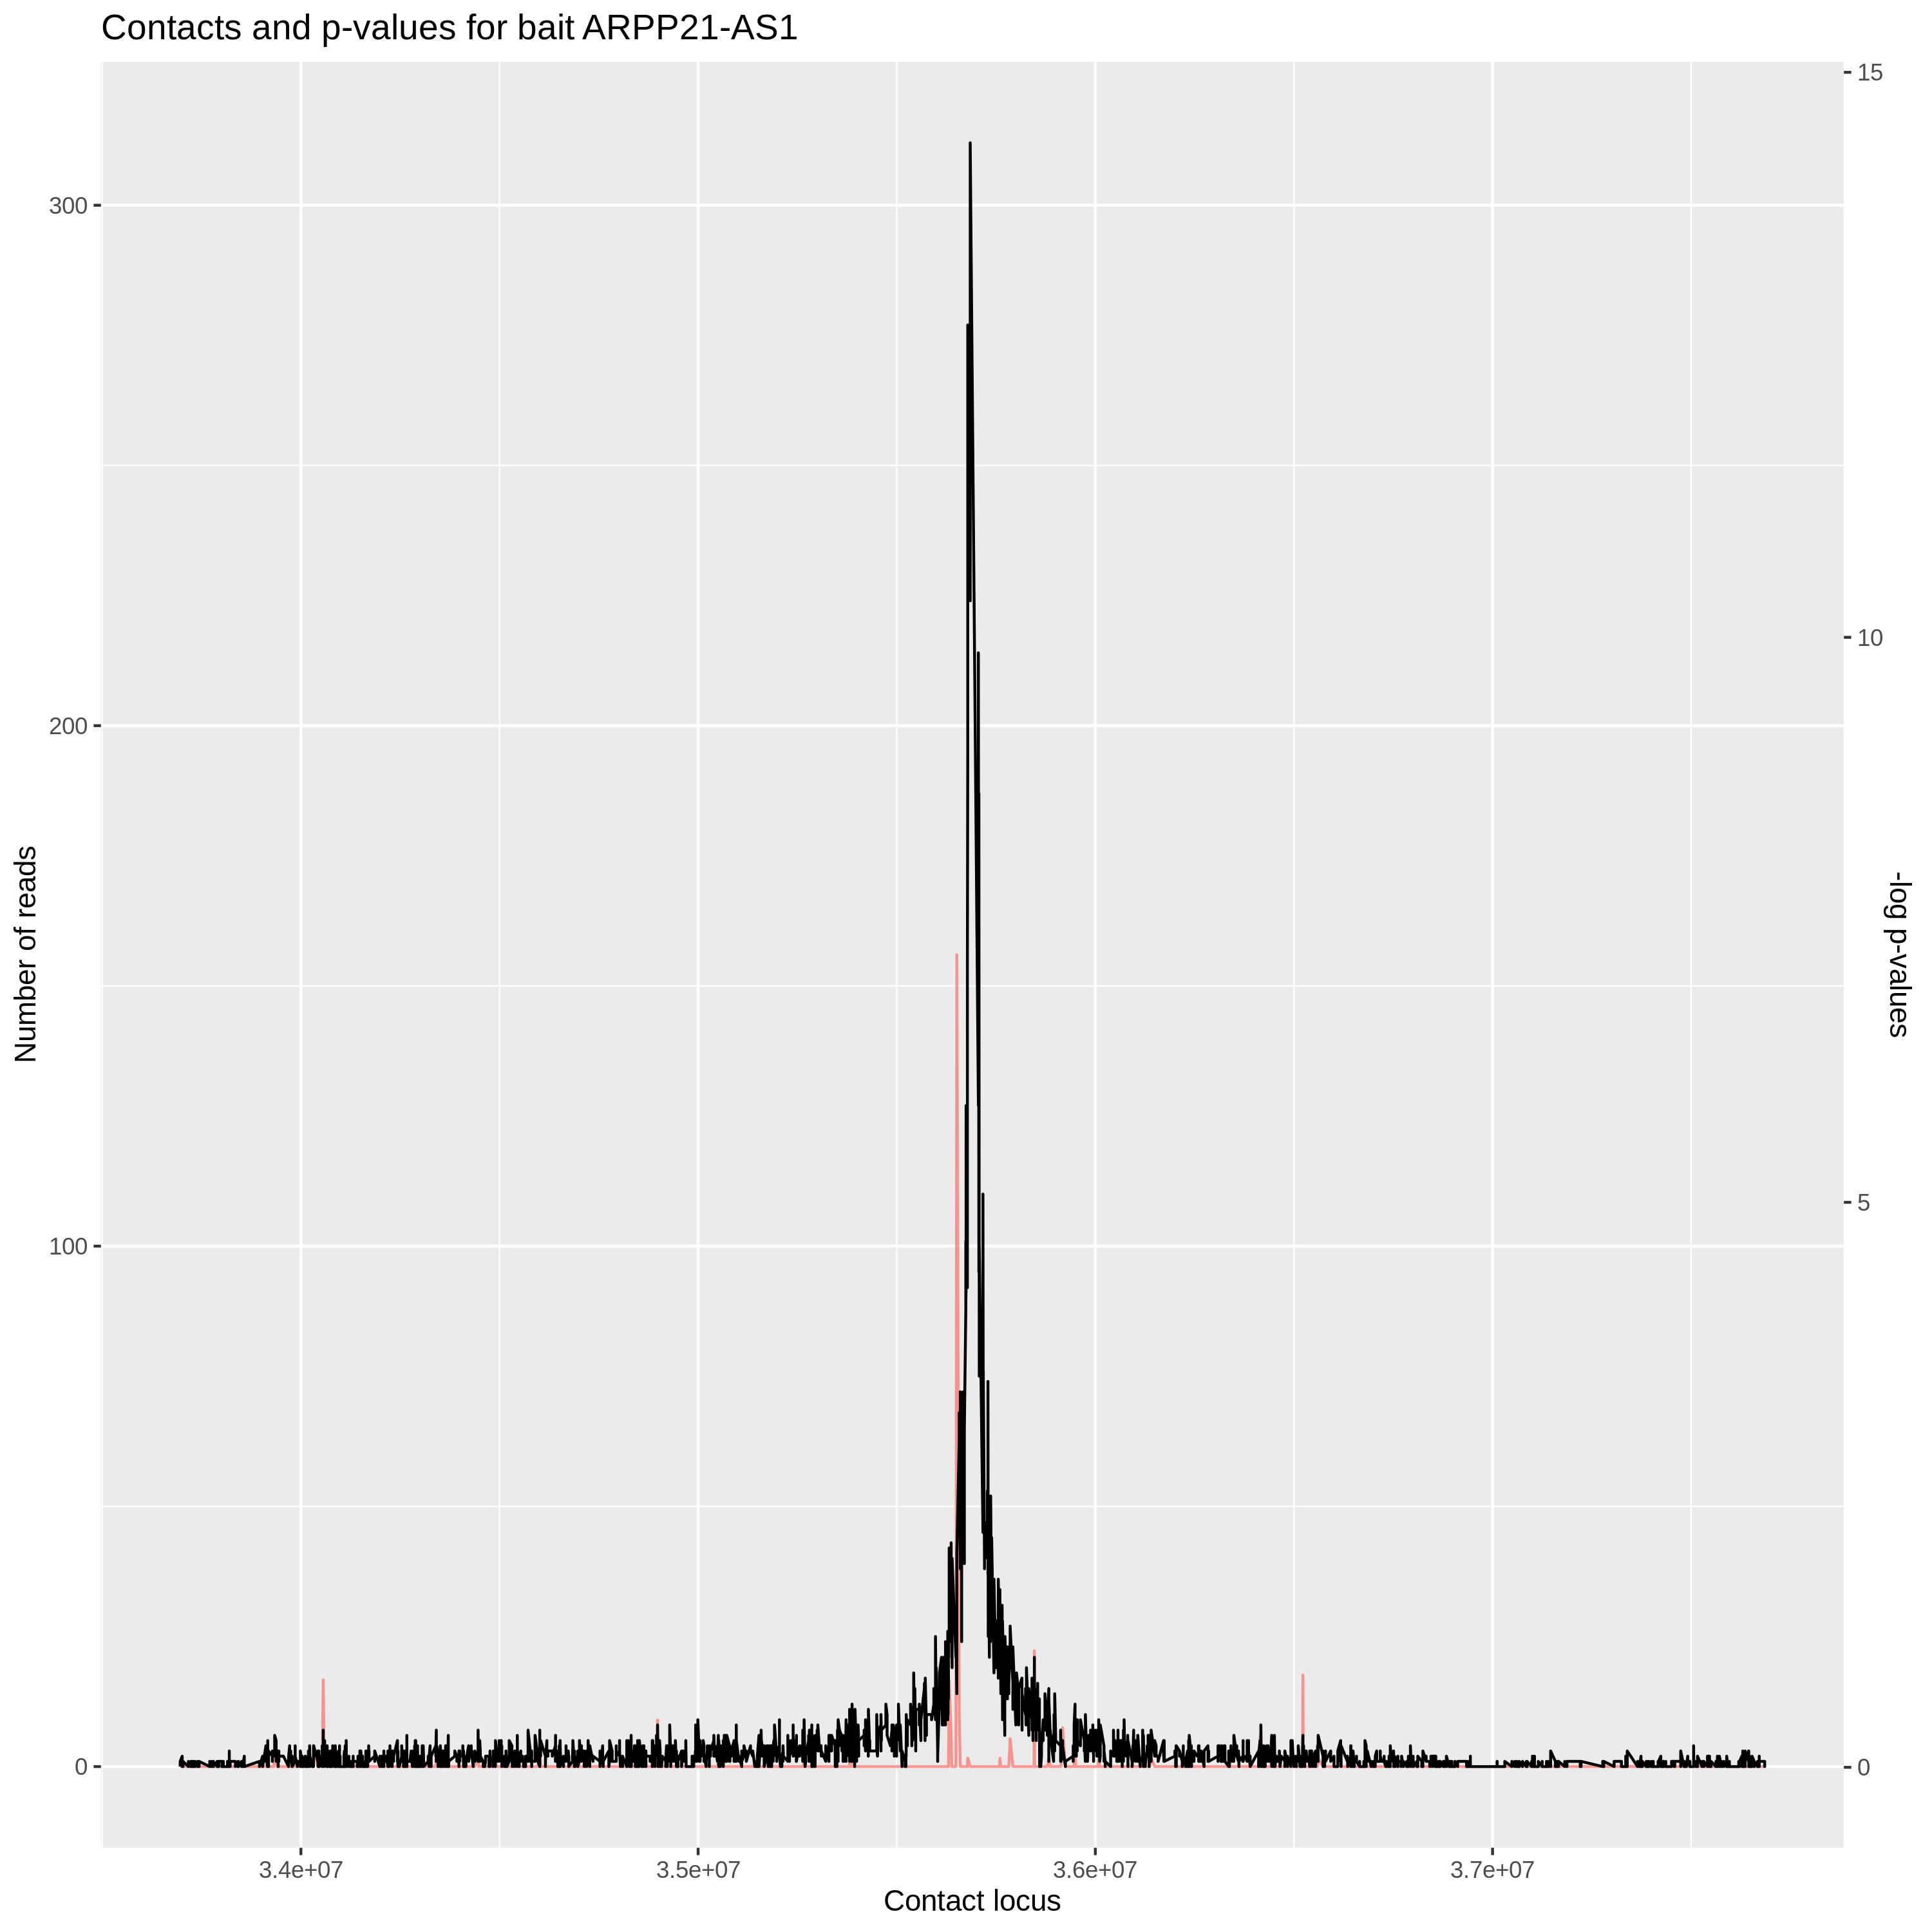 Contacts and p-values for bait ARPP21-AS1
Number of reads
300
200
100
0
15
10
5
0
-log p-values
3.4e+07 3.5e+07 3.6e+07 3.7e+07
Contact locus